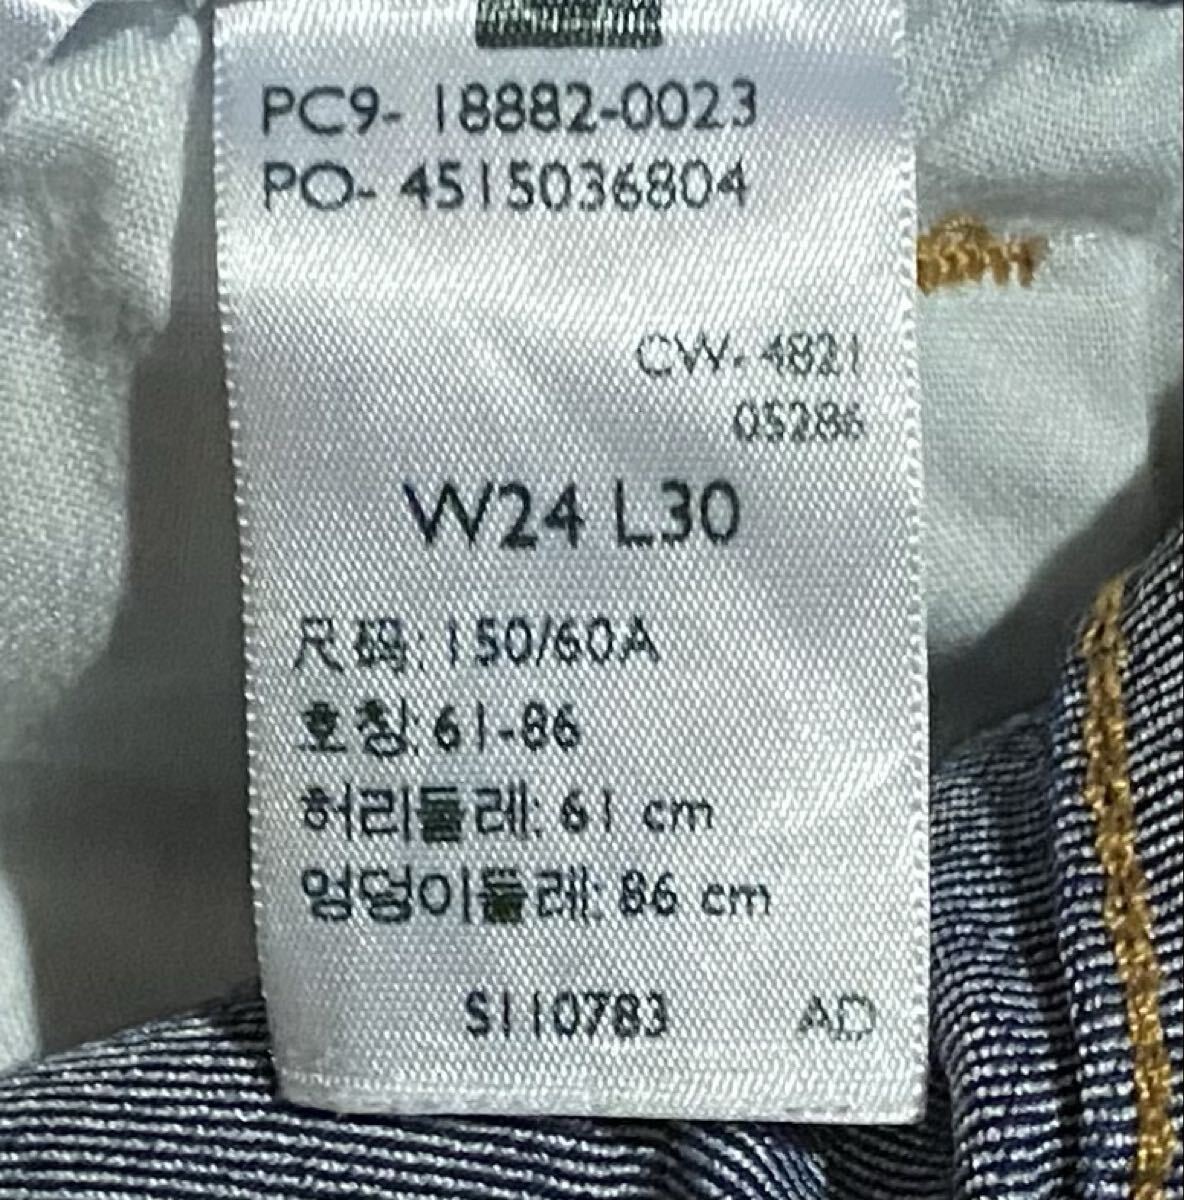 PC9- 18882-0023
PO- 4515036804
CW- 4821
05286
W24 L30
尺码: 150/60A
호칭: 61-86
허리둘레: 61 cm
엉덩이둘레: 86 cm
S110783 AD